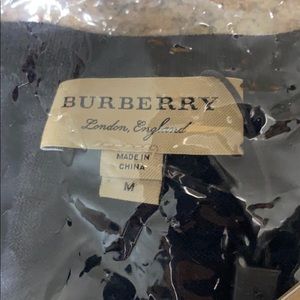 BURBERRY
London, England
MADE IN
CHINA
M